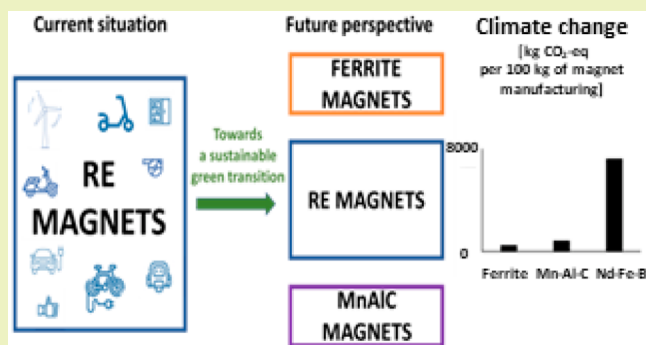 Current situation
RE
MAGNETS
Towards
a sustainable
green transition
Future perspective
FERRITE
MAGNETS
RE MAGNETS
MnAlC
MAGNETS
Climate change
[kg CO₂-eq
per 100 kg of magnet
manufacturing]
8000
0
Ferrite Mn-Al-C Nd-Fe-B